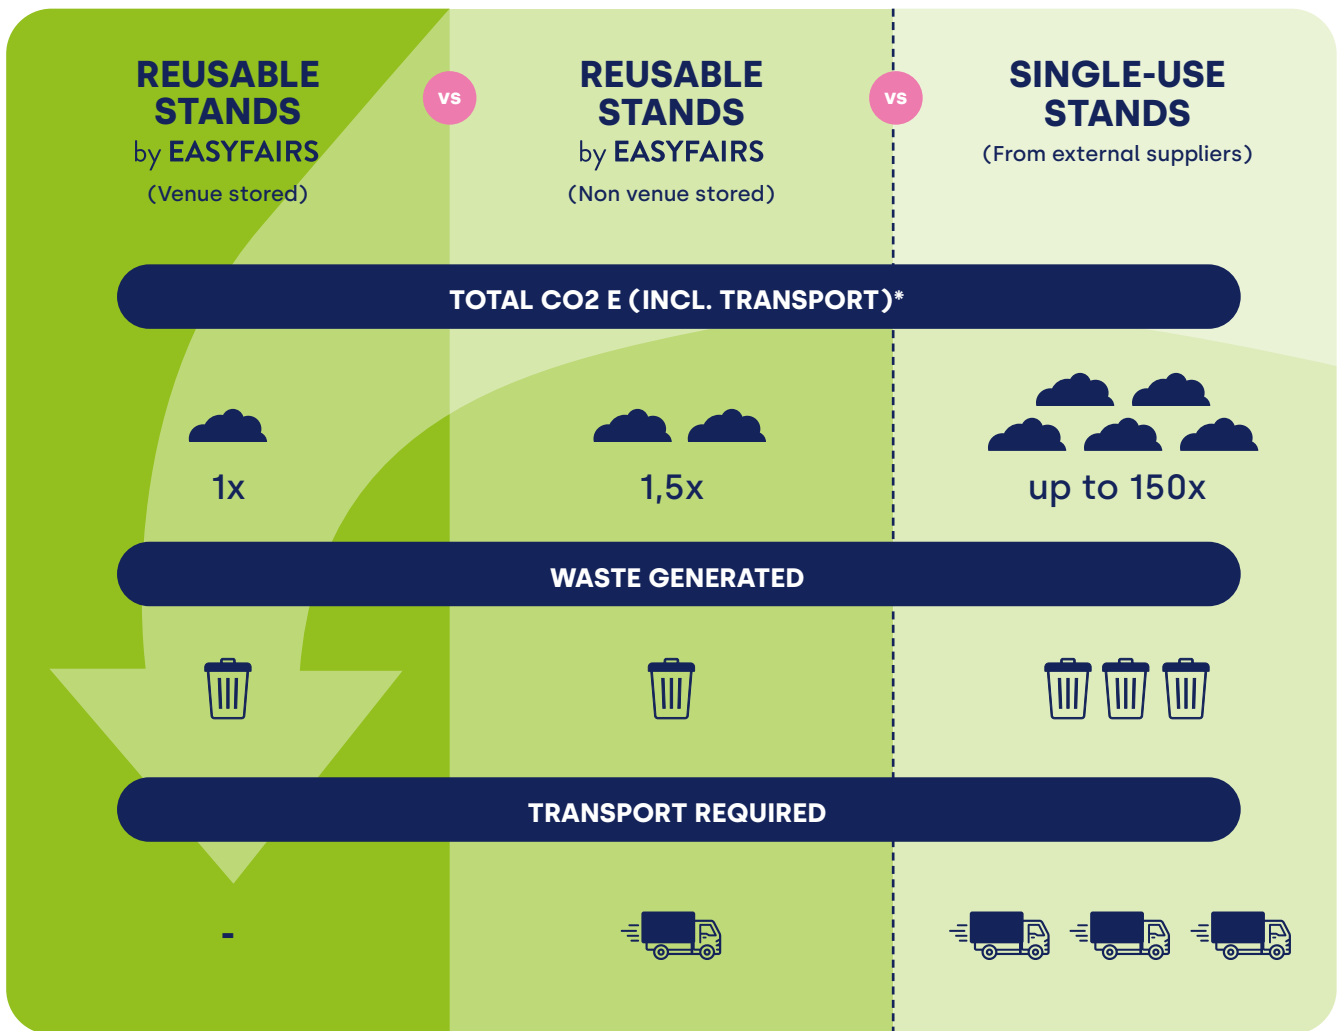 REUSABLE
STANDS
by EASYFAIRS
(Venue stored)
vs
REUSABLE
STANDS
by EASYFAIRS
(Non venue stored)
vs
SINGLE-USE
STANDS
(From external suppliers)
TOTAL CO2 E (INCL. TRANSPORT)*
1x
1,5x
up to 150x
WASTE GENERATED
TRANSPORT REQUIRED
-